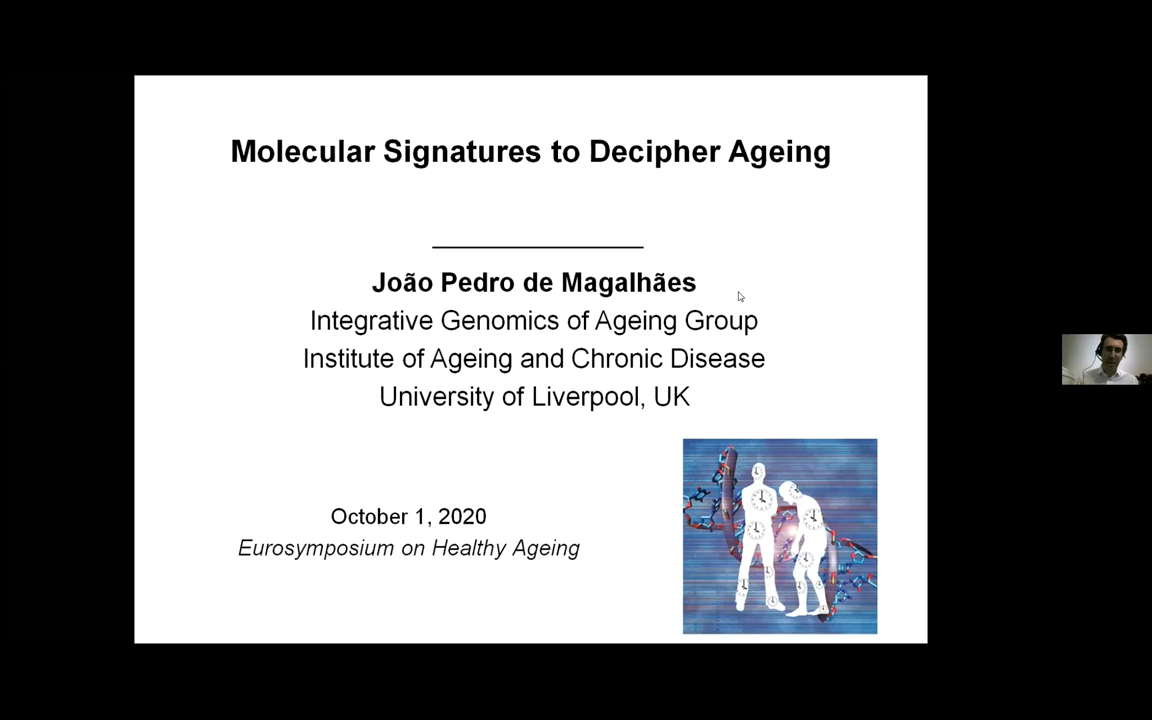 Molecular Signatures to Decipher Ageing
João Pedro de Magalhães
Integrative Genomics of Ageing Group
Institute of Ageing and Chronic Disease
University of Liverpool, UK
October 1, 2020
Eurosymposium on Healthy Ageing